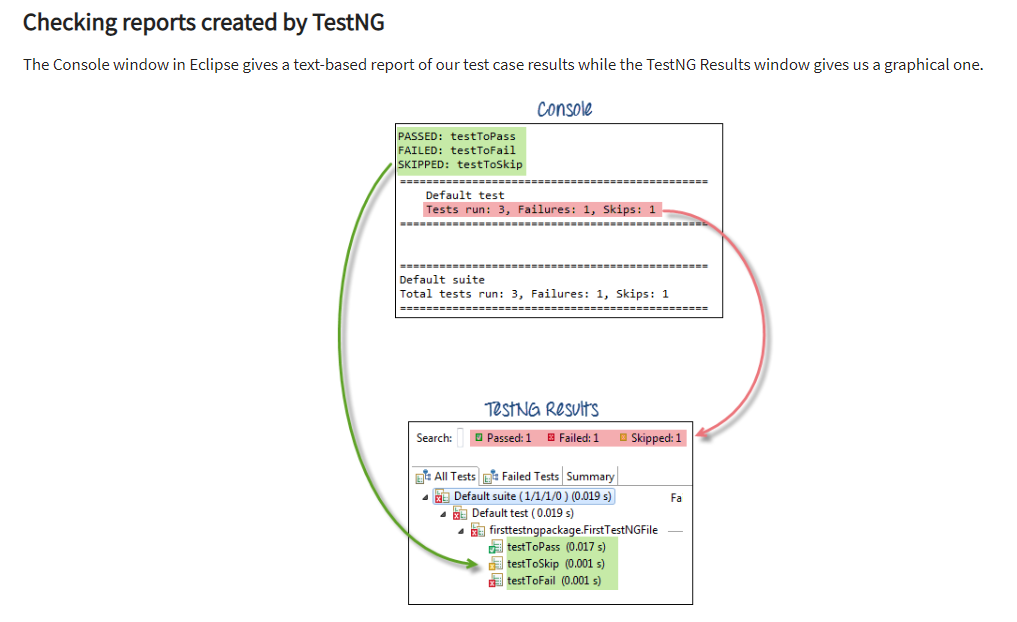 Checking reports created by TestNG
The Console window in Eclipse gives a text-based report of our test case results while the TestNG Results window gives us a graphical one.
Console
PASSED: testToPass
FAILED: testToFail
SKIPPED: testToSkip
===============================================
Default test
Tests run: 3, Failures: 1, Skips: 1
===============================================
===============================================
Default suite
Total tests run: 3, Failures: 1, Skips: 1
===============================================
TestNG Results
Search: Passed: 1 Failed: 1 Skipped: 1
All Tests Failed Tests Summary
Default suite ( 1/1/1/0 ) (0.019 s) Fa
Default test ( 0.019 s)
firsttestngpackage.FirstTestNGFile
testToPass (0.017 s)
testToSkip (0.001 s)
testToFail (0.001 s)